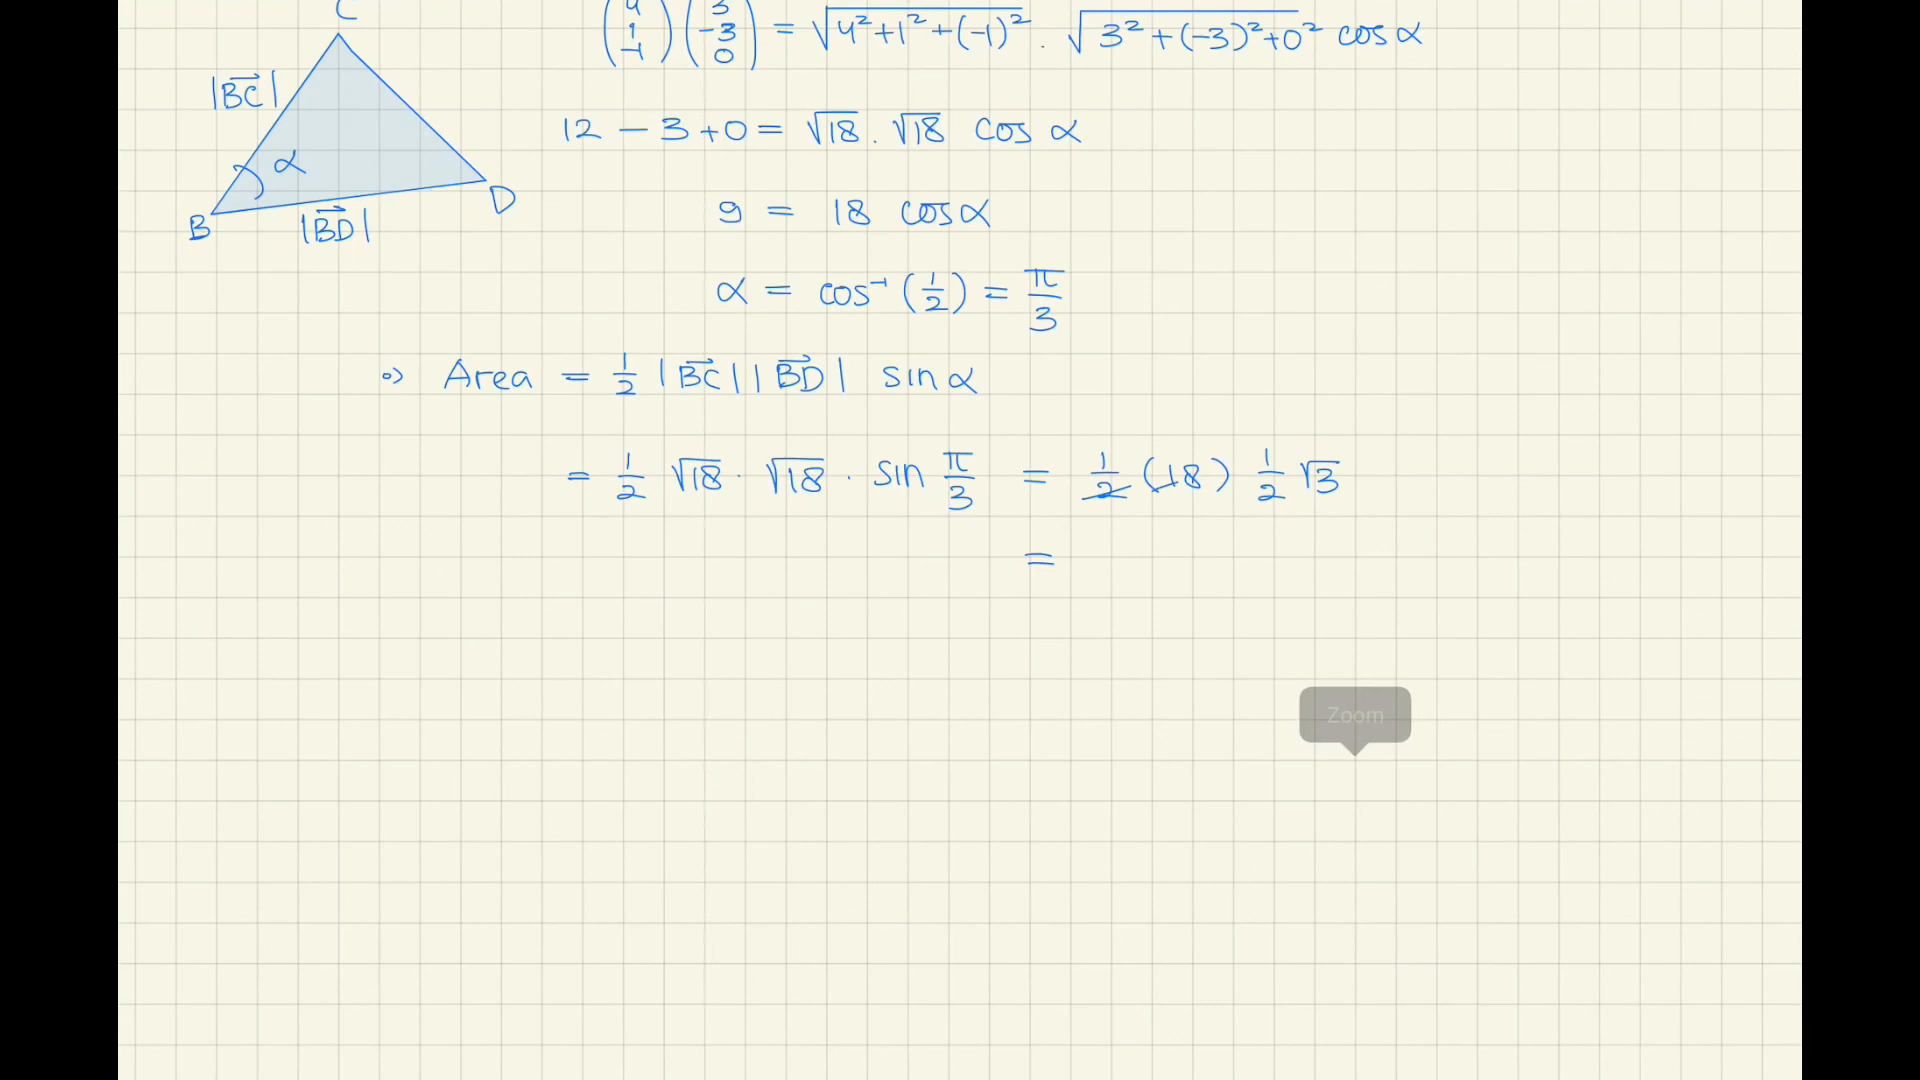 C
(4 1 -1) (3 -3 0) = √4²+1²+(-1)² . √3²+(-3)²+0² cos α
|BC|
12 - 3 + 0 = √18 . √18 cos α
α
B
D
|BD|
9 = 18 cos α
α = cos⁻¹ (1/2) = π/3
Area = 1/2 |BC| |BD| sin α
= 1/2 √18 . √18 . sin π/3 = 1/2 (18) 1/2 √3
=
Zoom